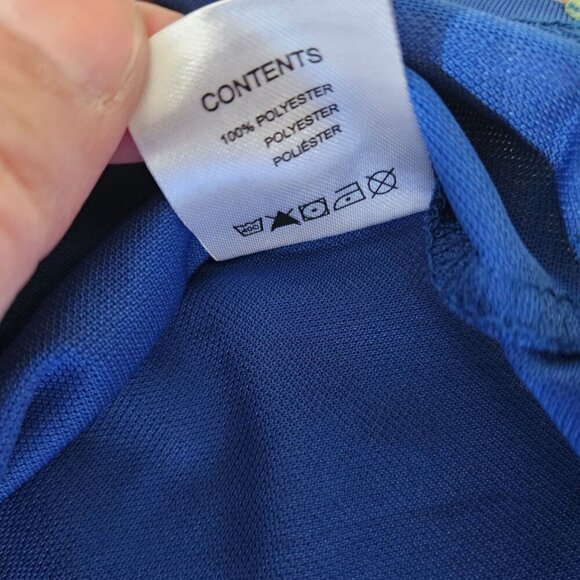 CONTENTS
100% POLYESTER
POLYESTER
POLIÉSTER